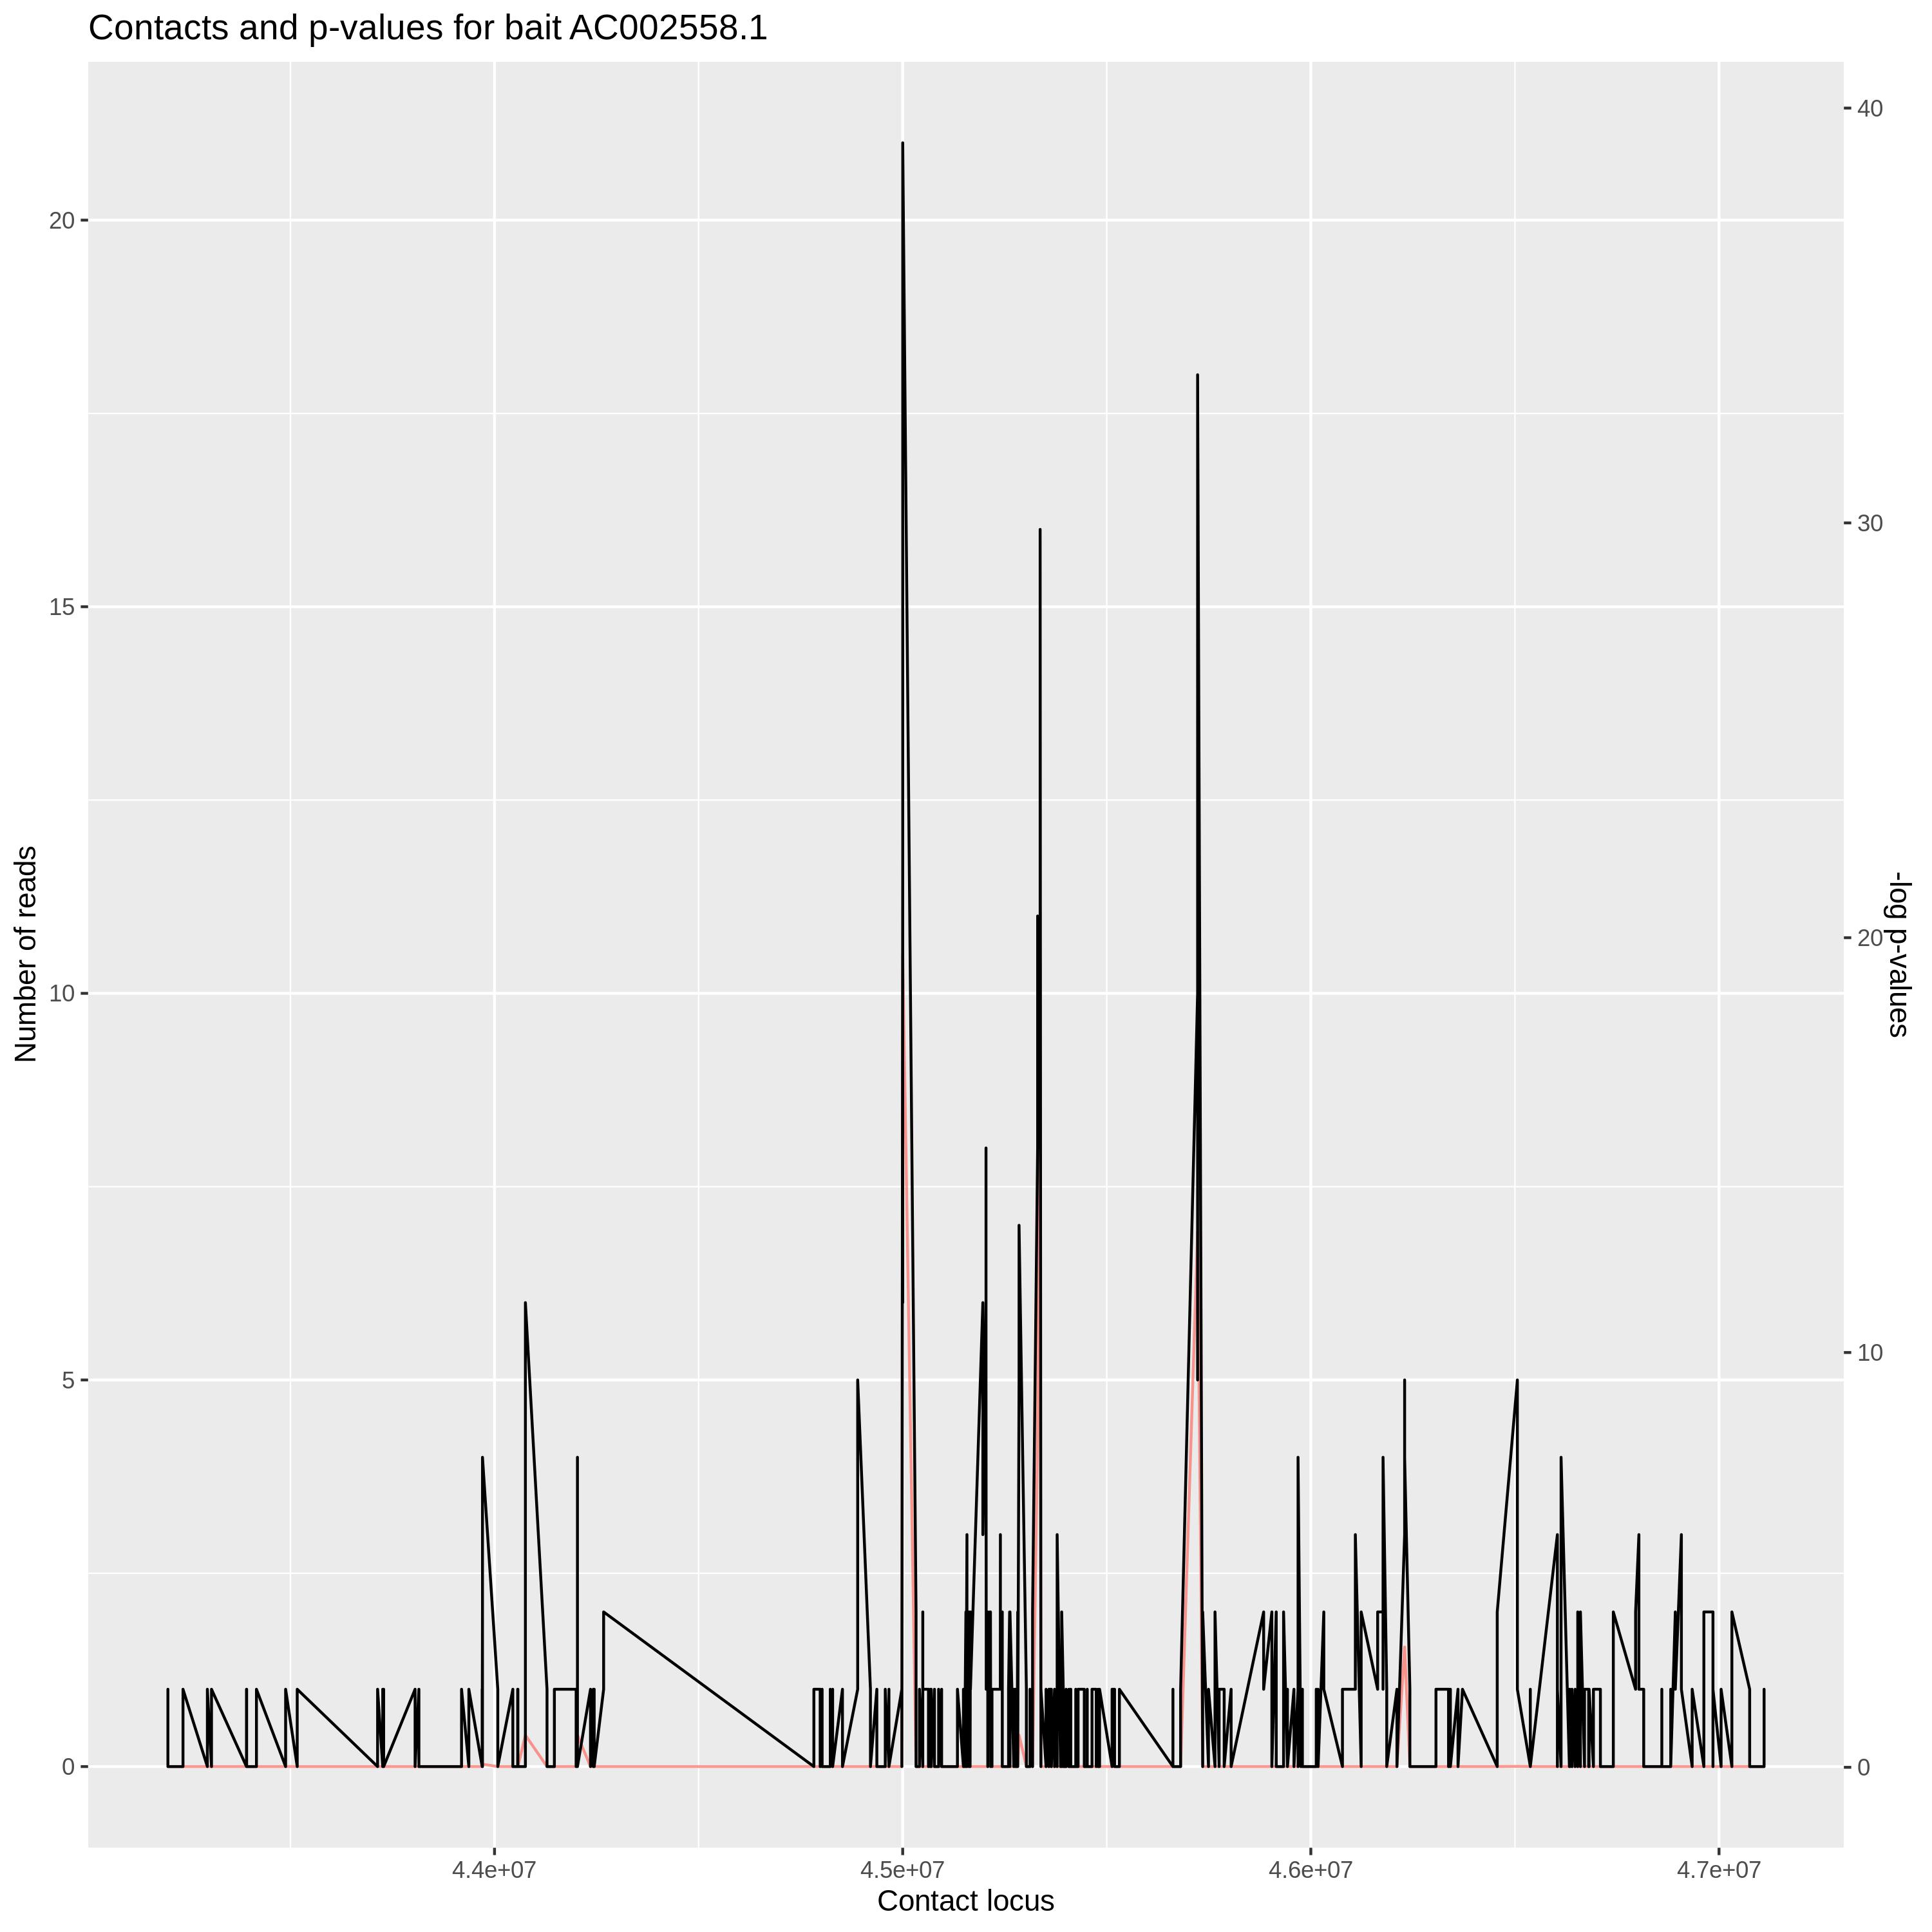 Contacts and p-values for bait AC002558.1
40
20
30
15
Number of reads
-log p-values
20
10
10
5
0
0
4.4e+07
4.5e+07
4.6e+07
4.7e+07
Contact locus